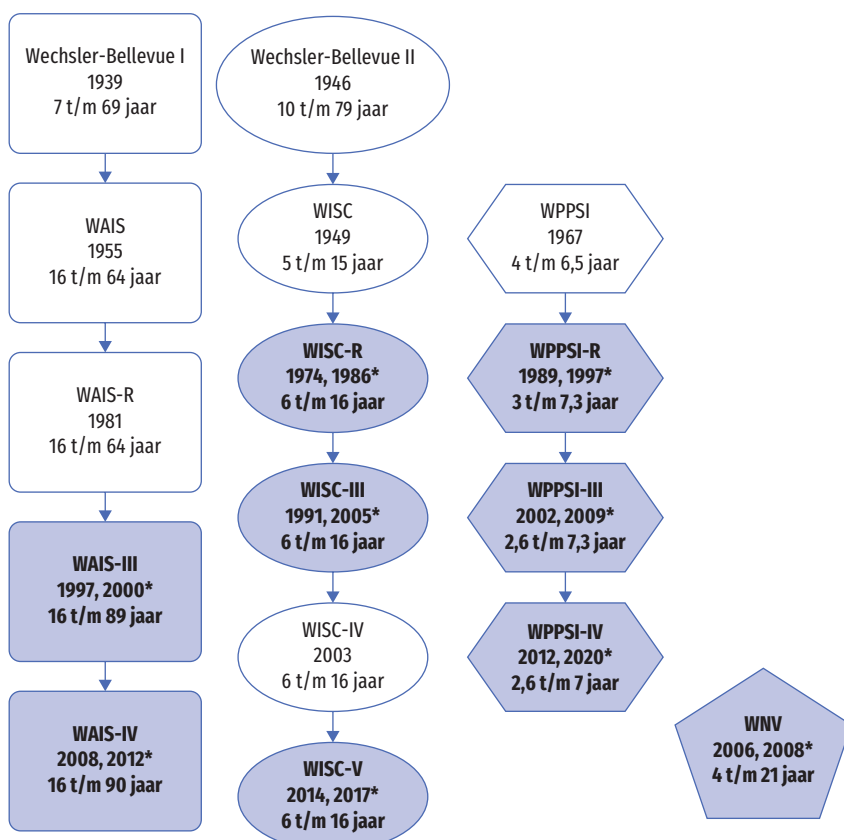 Wechsler-Bellevue I
1939
7 t/m 69 jaar
WAIS
1955
16 t/m 64 jaar
WAIS-R
1981
16 t/m 64 jaar
WAIS-III
1997, 2000*
16 t/m 89 jaar
WAIS-IV
2008, 2012*
16 t/m 90 jaar
Wechsler-Bellevue II
1946
10 t/m 79 jaar
WISC
1949
5 t/m 15 jaar
WISC-R
1974, 1986*
6 t/m 16 jaar
WISC-III
1991, 2005*
6 t/m 16 jaar
WISC-IV
2003
6 t/m 16 jaar
WISC-V
2014, 2017*
6 t/m 16 jaar
WPPSI
1967
4 t/m 6,5 jaar
WPPSI-R
1989, 1997*
3 t/m 7,3 jaar
WPPSI-III
2002, 2009*
2,6 t/m 7,3 jaar
WPPSI-IV
2012, 2020*
2,6 t/m 7 jaar
WNV
2006, 2008*
4 t/m 21 jaar